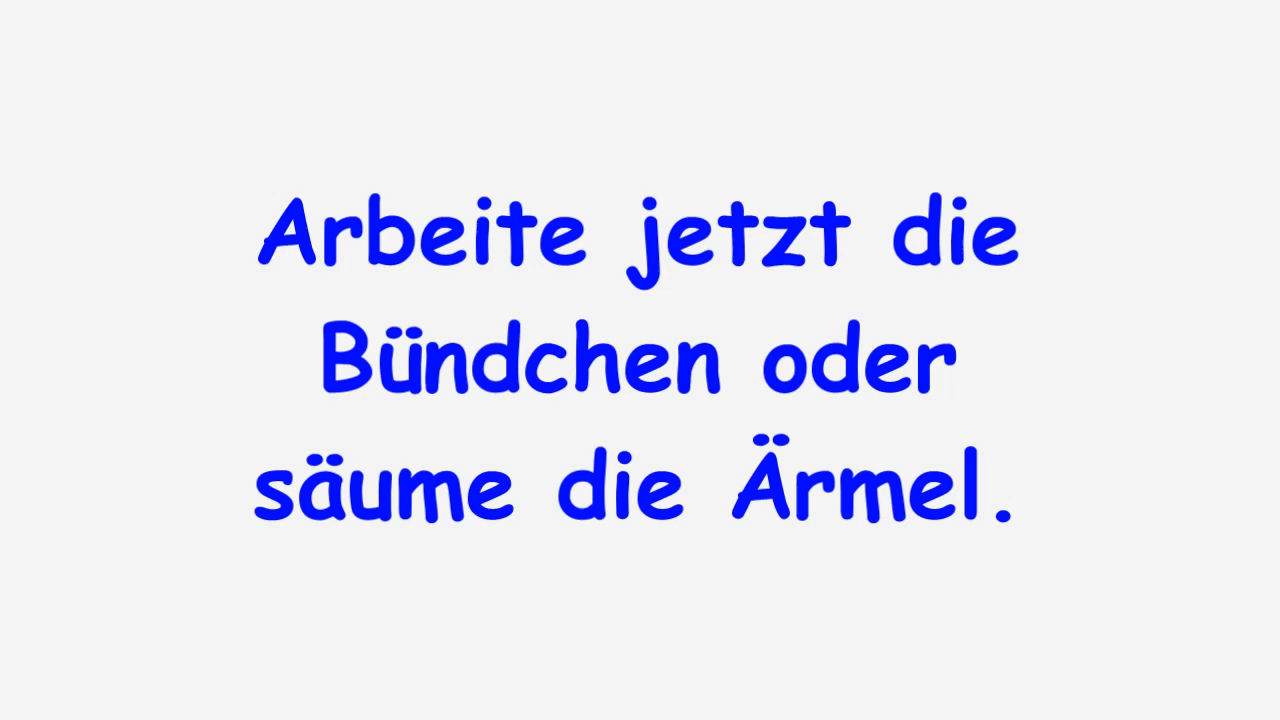 Arbeite jetzt die
Bündchen oder
säume die Ärmel.